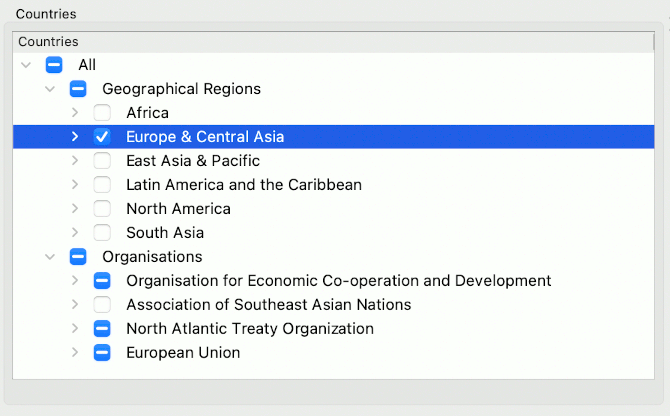 Countries
Countries
All
Geographical Regions
Africa
Europe & Central Asia
East Asia & Pacific
Latin America and the Caribbean
North America
South Asia
Organisations
Organisation for Economic Co-operation and Development
Association of Southeast Asian Nations
North Atlantic Treaty Organization
European Union